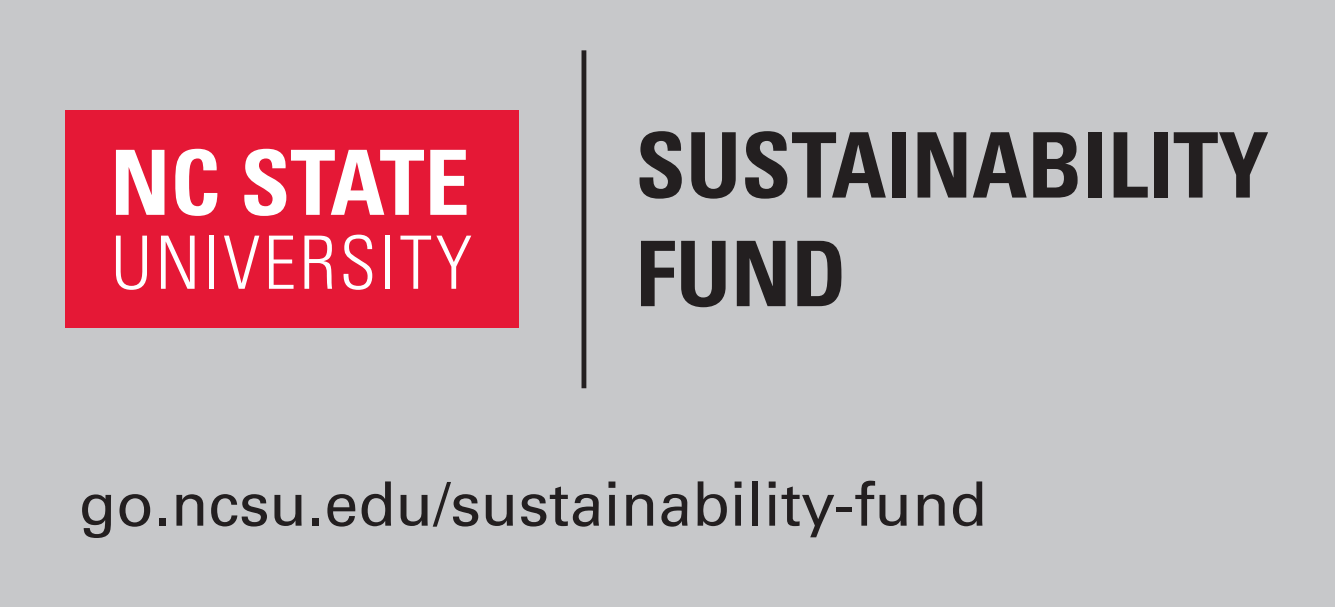 NC STATE
UNIVERSITY
SUSTAINABILITY
FUND
go.ncsu.edu/sustainability-fund